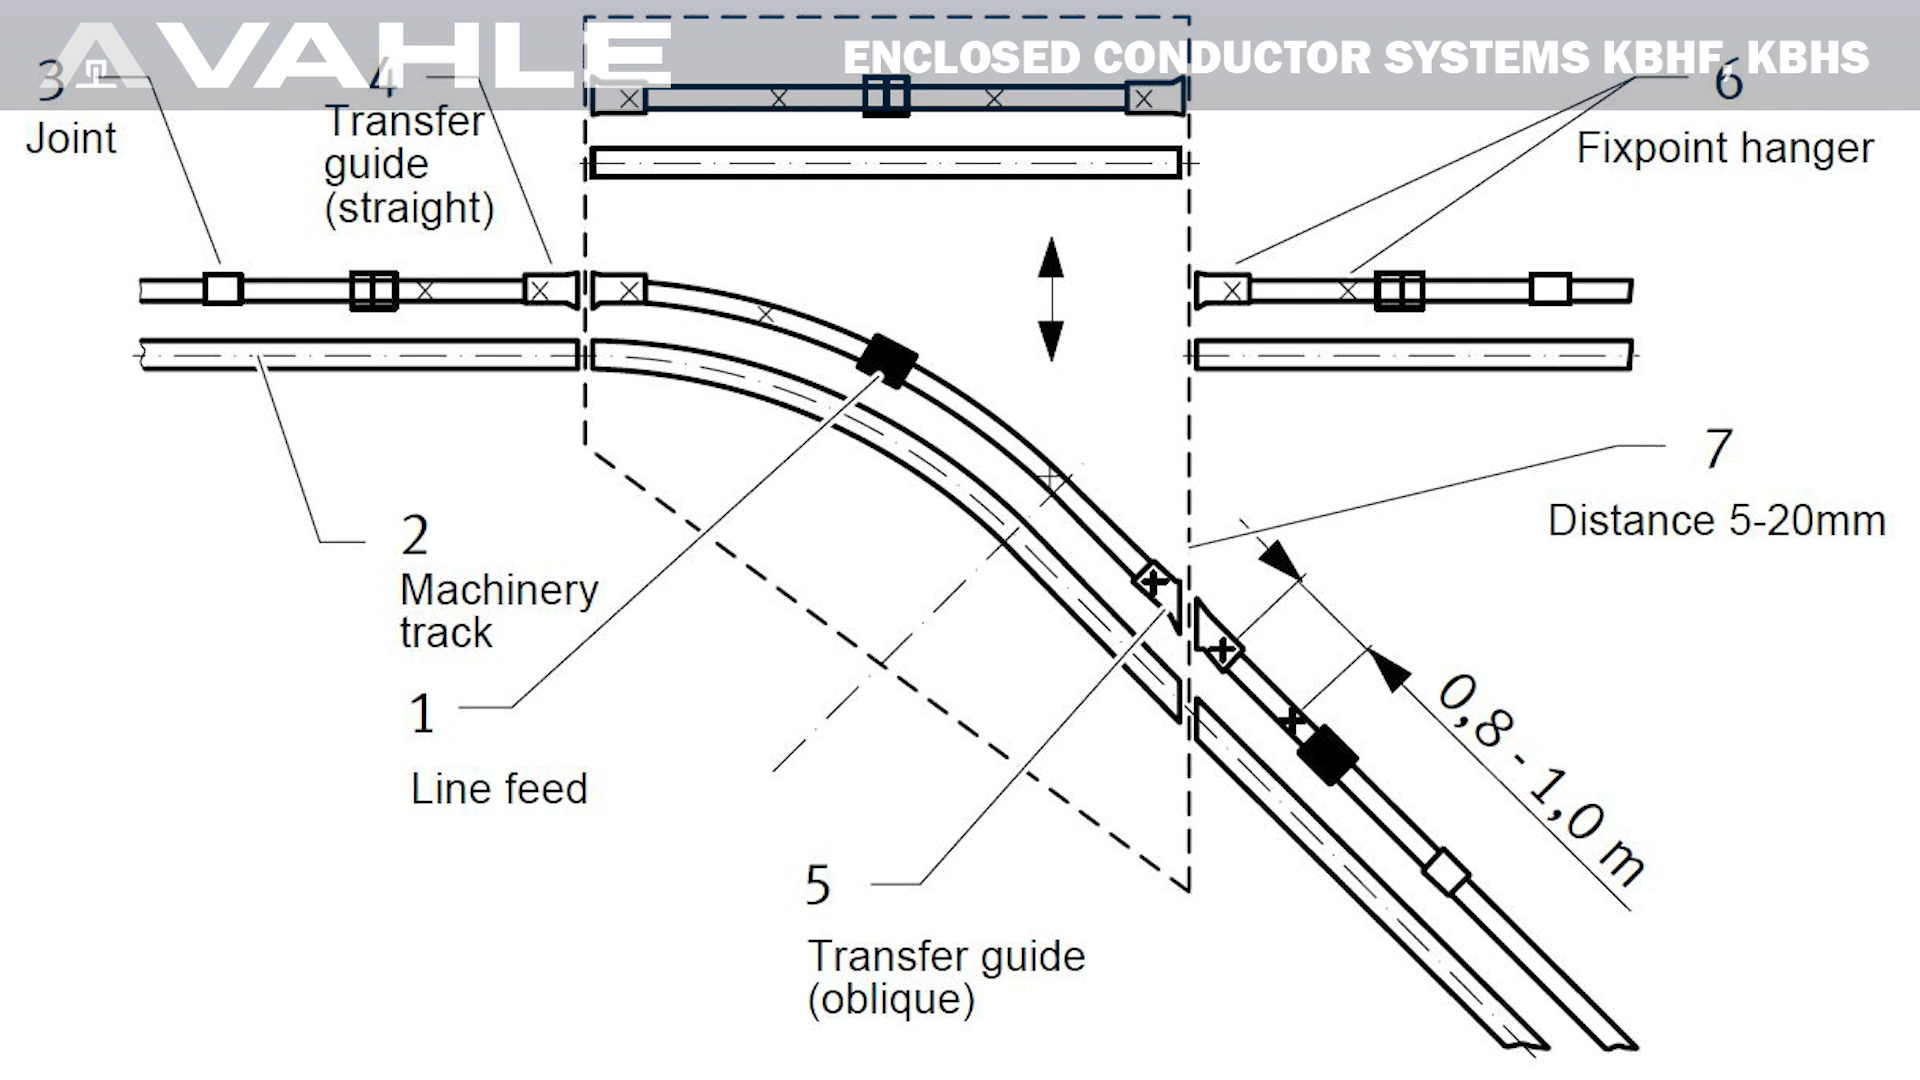 VAHLE
ENCLOSED CONDUCTOR SYSTEMS KBHF, KBHS
3
Joint
4
Transfer
guide
(straight)
6
Fixpoint hanger
7
Distance 5-20mm
2
Machinery
track
1
Line feed
0,8 - 1,0 m
5
Transfer guide
(oblique)